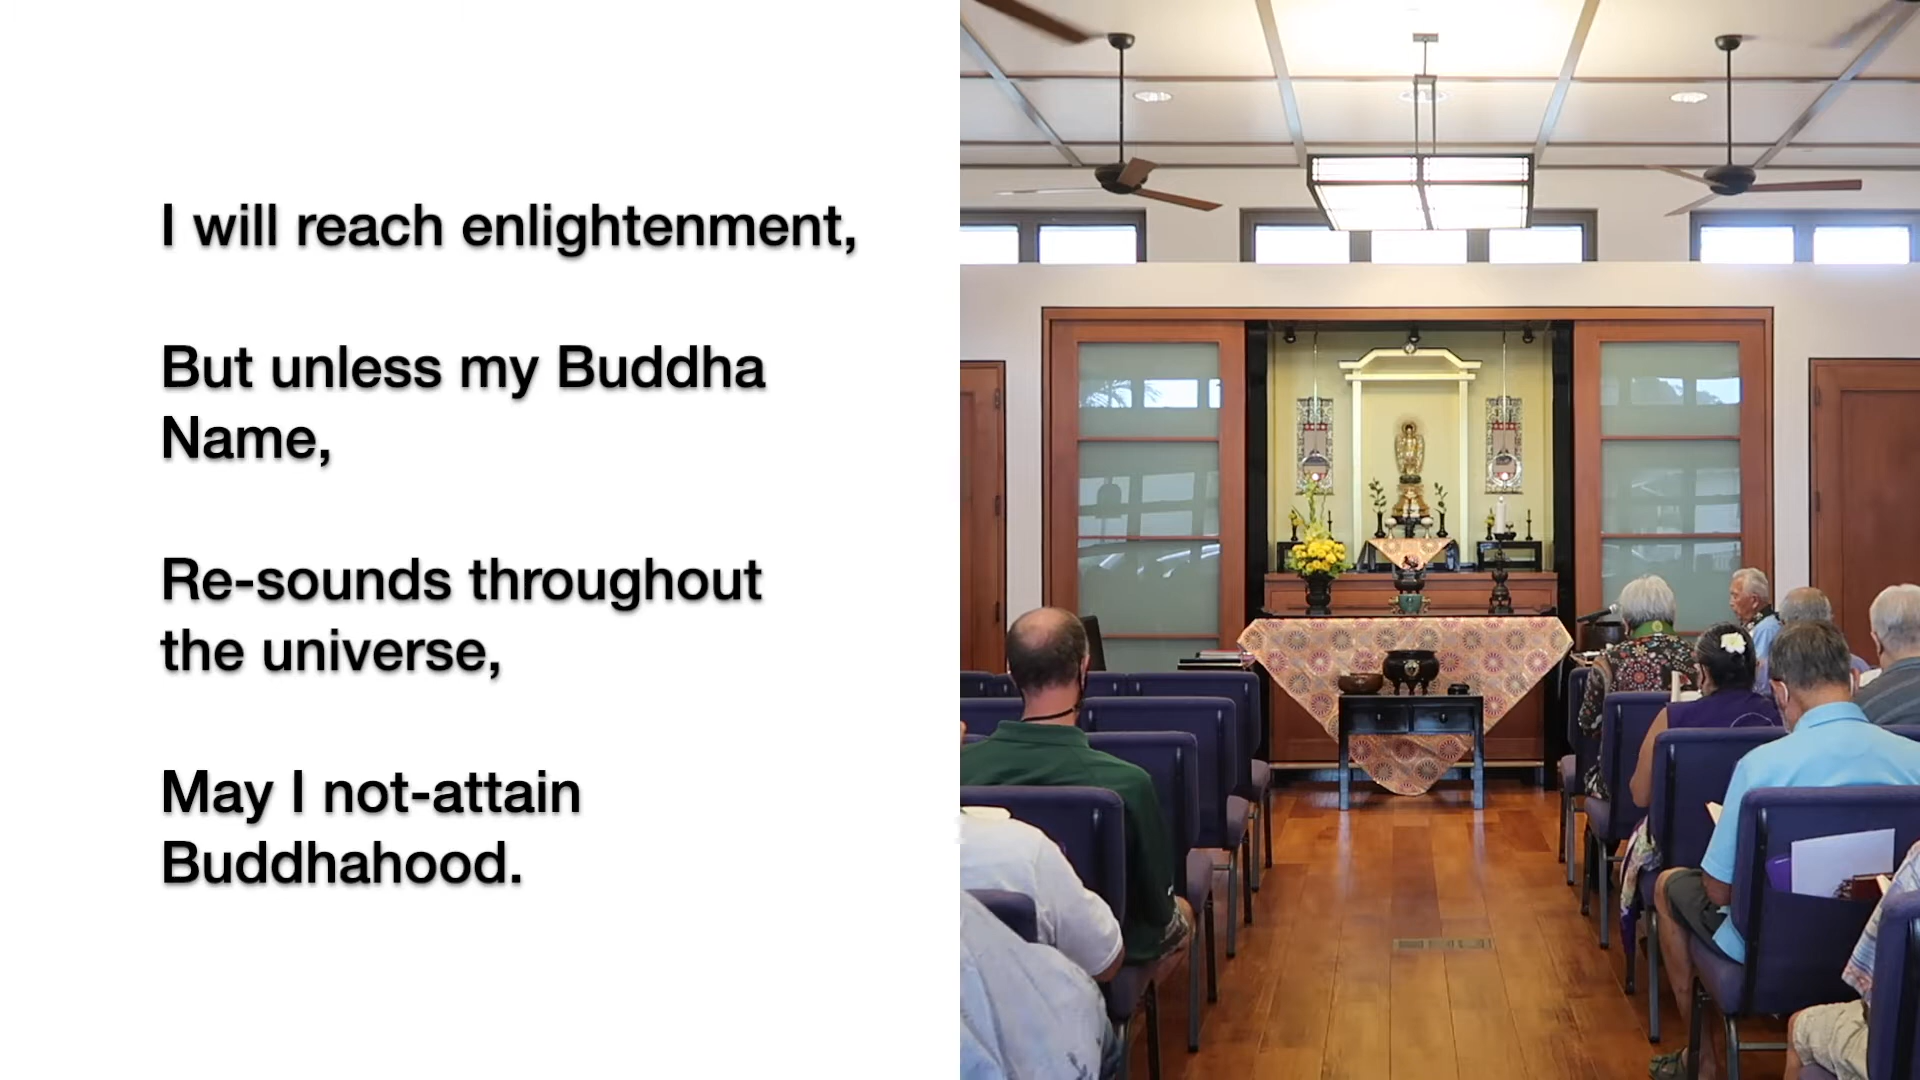 I will reach enlightenment,
But unless my Buddha
Name,
Re-sounds throughout
the universe,
May I not-attain
Buddhahood.